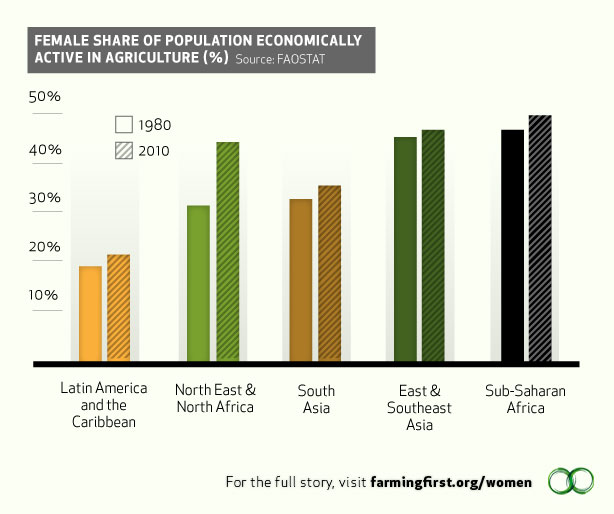 FEMALE SHARE OF POPULATION ECONOMICALLY
ACTIVE IN AGRICULTURE (%) Source: FAOSTAT
50%
1980
40%
2010
30%
20%
10%
Latin America
and the
Caribbean
North East &
North Africa
South
Asia
East &
Southeast
Asia
Sub-Saharan
Africa
For the full story, visit farmingfirst.org/women